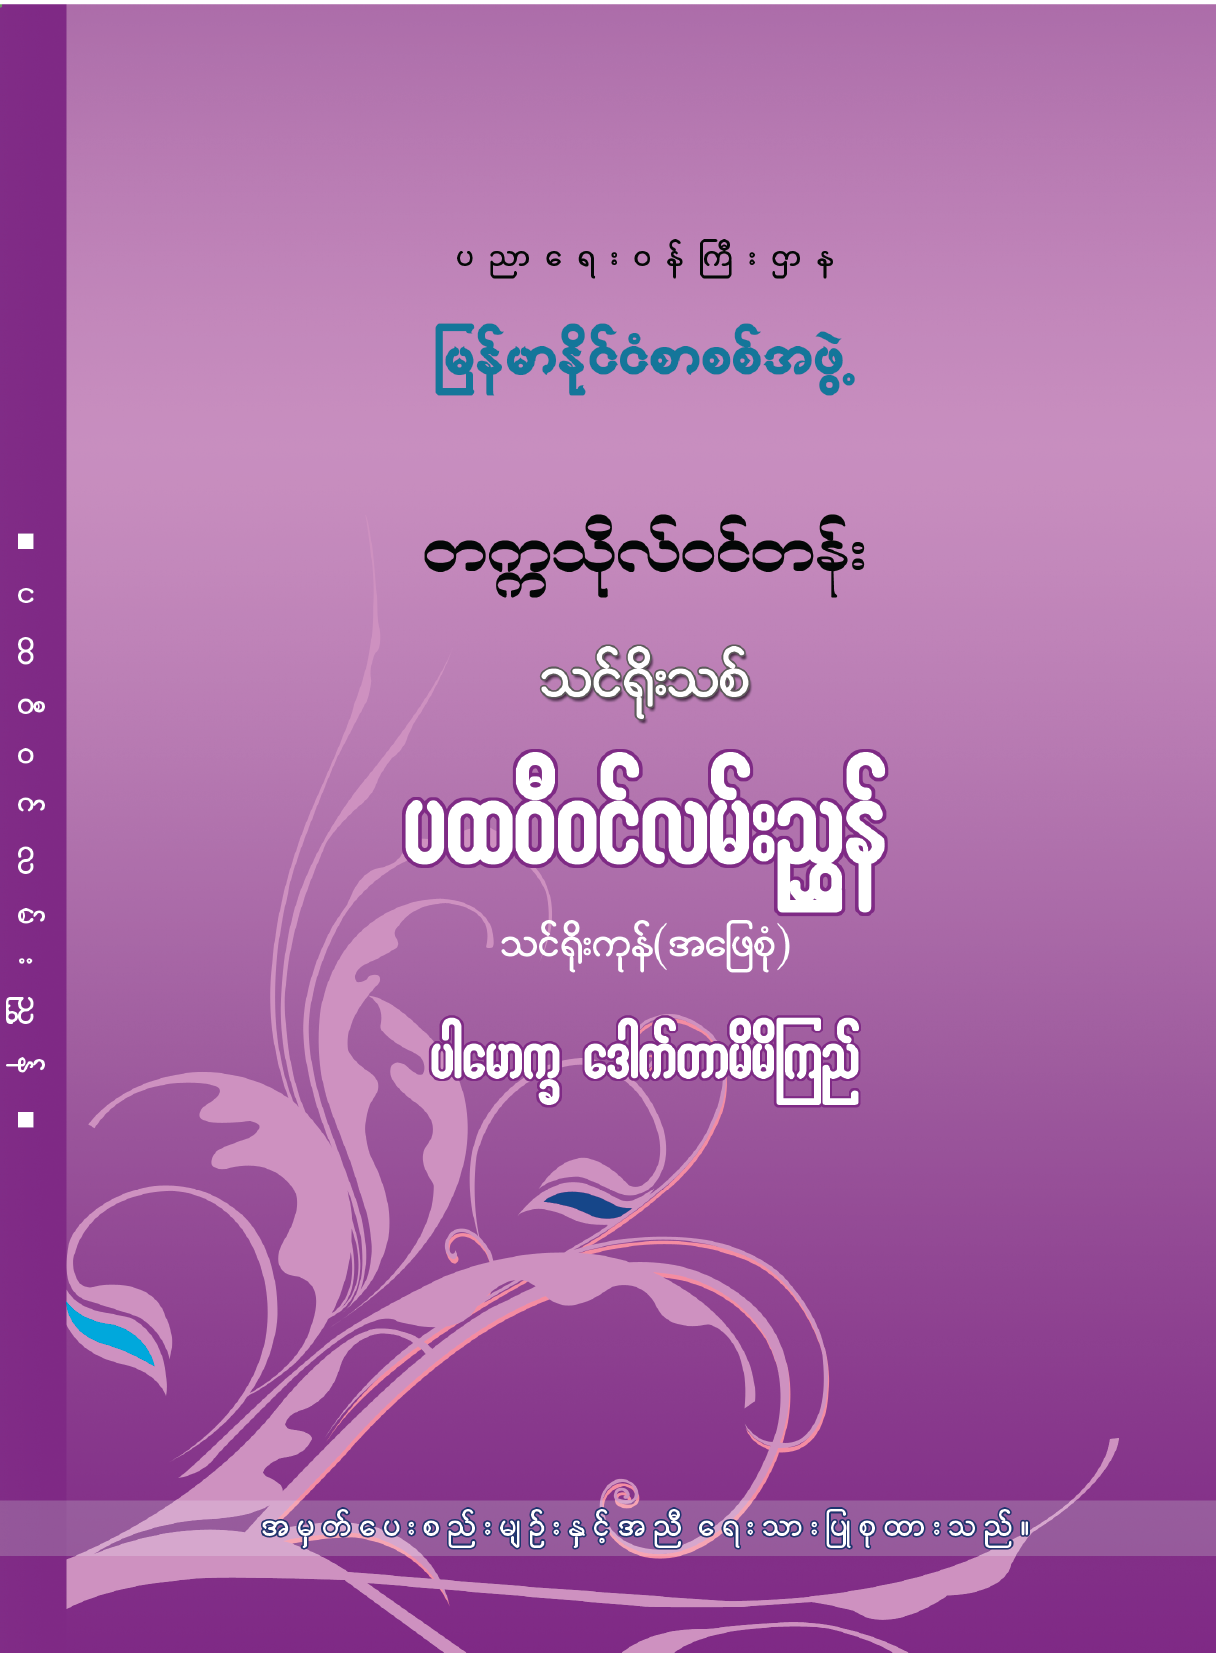 ပညာရေးဝန်ကြီးဌာန
မြန်မာနိုင်ငံစာစစ်အဖွဲ့
တက္ကသိုလ်ဝင်တန်း
သင်ရိုးသစ်
ပထဝီဝင်လမ်းညွှန်
သင်ရိုးကုန်(အဖြေစုံ)
ပါမောက္ခ ဒေါက်တာမိမိကြည်
အမှတ်ပေးစည်းမျဉ်းနှင့်အညီ ရေးသားပြုစုထားသည်။